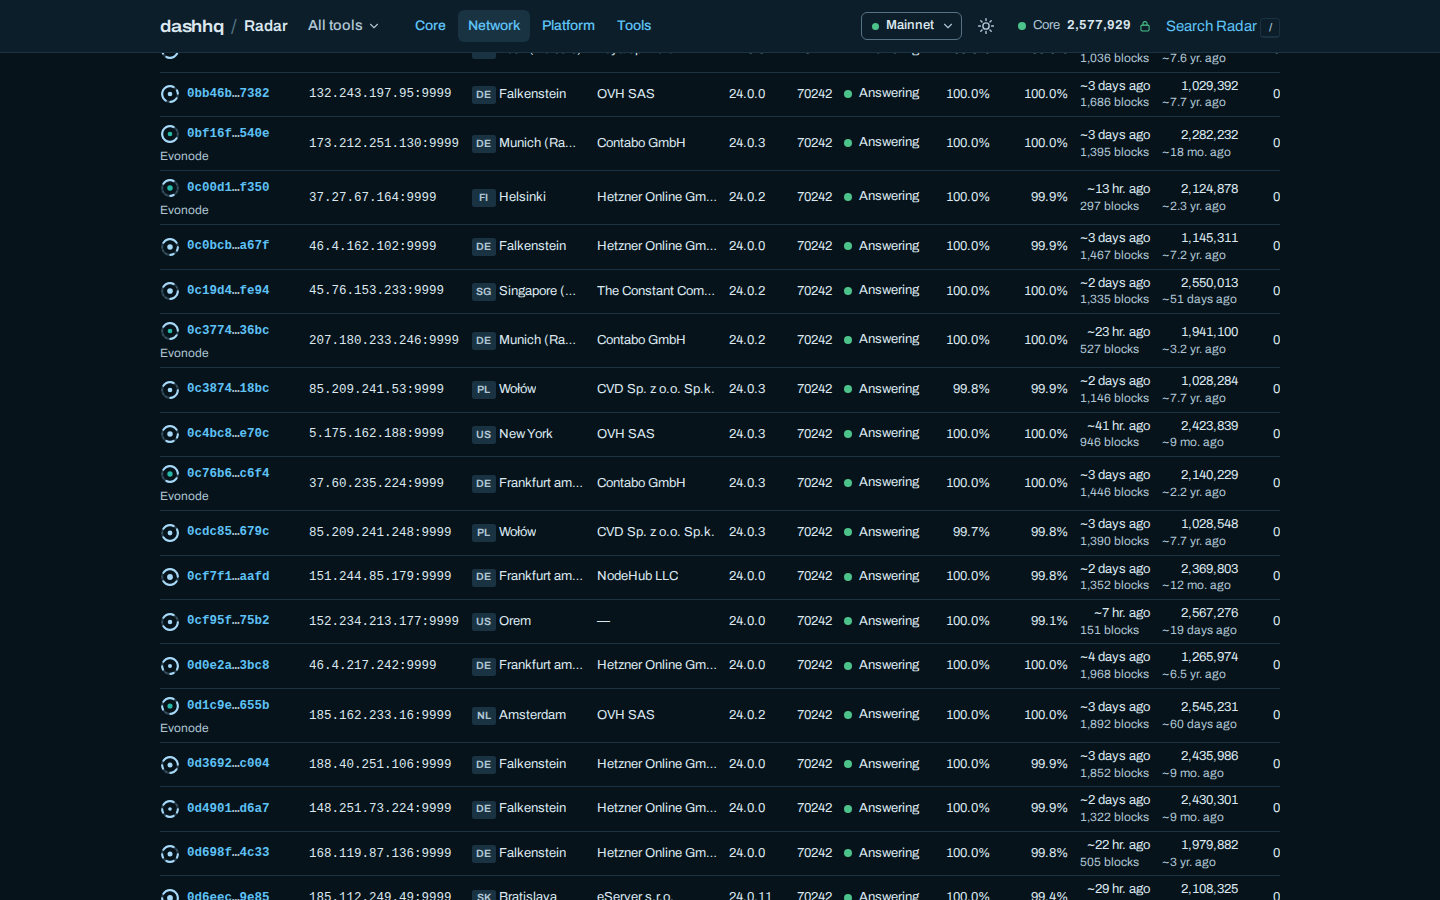 dashhq / Radar All tools Core Network Platform Tools Mainnet Core 2,577,929 Search Radar /
1,036 blocks ~7.6 yr. ago
0bb46b…7382 132.243.197.95:9999 DE Falkenstein OVH SAS 24.0.0 70242 Answering 100.0% 100.0% ~3 days ago 1,029,392 0
1,686 blocks ~7.7 yr. ago
0bf16f…540e 173.212.251.130:9999 DE Munich (Ra… Contabo GmbH 24.0.3 70242 Answering 100.0% 100.0% ~3 days ago 2,282,232 0
Evonode 1,395 blocks ~18 mo. ago
0c00d1…f350 37.27.67.164:9999 FI Helsinki Hetzner Online Gm… 24.0.2 70242 Answering 100.0% 99.9% ~13 hr. ago 2,124,878 0
Evonode 297 blocks ~2.3 yr. ago
0c0bcb…a67f 46.4.162.102:9999 DE Falkenstein Hetzner Online Gm… 24.0.0 70242 Answering 100.0% 99.9% ~3 days ago 1,145,311 0
1,467 blocks ~7.2 yr. ago
0c19d4…fe94 45.76.153.233:9999 SG Singapore (… The Constant Com… 24.0.2 70242 Answering 100.0% 100.0% ~2 days ago 2,550,013 0
1,335 blocks ~51 days ago
0c3774…36bc 207.180.233.246:9999 DE Munich (Ra… Contabo GmbH 24.0.2 70242 Answering 100.0% 100.0% ~23 hr. ago 1,941,100 0
Evonode 527 blocks ~3.2 yr. ago
0c3874…18bc 85.209.241.53:9999 PL Wołów CVD Sp. z o.o. Sp.k. 24.0.3 70242 Answering 99.8% 99.9% ~2 days ago 1,028,284 0
1,146 blocks ~7.7 yr. ago
0c4bc8…e70c 5.175.162.188:9999 US New York OVH SAS 24.0.3 70242 Answering 100.0% 100.0% ~41 hr. ago 2,423,839 0
946 blocks ~9 mo. ago
0c76b6…c6f4 37.60.235.224:9999 DE Frankfurt am… Contabo GmbH 24.0.3 70242 Answering 100.0% 100.0% ~3 days ago 2,140,229 0
Evonode 1,446 blocks ~2.2 yr. ago
0cdc85…679c 85.209.241.248:9999 PL Wołów CVD Sp. z o.o. Sp.k. 24.0.3 70242 Answering 99.7% 99.8% ~3 days ago 1,028,548 0
1,390 blocks ~7.7 yr. ago
0cf7f1…aafd 151.244.85.179:9999 DE Frankfurt am… NodeHub LLC 24.0.0 70242 Answering 100.0% 99.8% ~2 days ago 2,369,803 0
1,352 blocks ~12 mo. ago
0cf95f…75b2 152.234.213.177:9999 US Orem — 24.0.0 70242 Answering 100.0% 99.1% ~7 hr. ago 2,567,276 0
151 blocks ~19 days ago
0d0e2a…3bc8 46.4.217.242:9999 DE Frankfurt am… Hetzner Online Gm… 24.0.0 70242 Answering 100.0% 100.0% ~4 days ago 1,265,974 0
1,968 blocks ~6.5 yr. ago
0d1c9e…655b 185.162.233.16:9999 NL Amsterdam OVH SAS 24.0.2 70242 Answering 100.0% 100.0% ~3 days ago 2,545,231 0
Evonode 1,892 blocks ~60 days ago
0d3692…c004 188.40.251.106:9999 DE Falkenstein Hetzner Online Gm… 24.0.0 70242 Answering 100.0% 99.9% ~3 days ago 2,435,986 0
1,852 blocks ~9 mo. ago
0d4901…d6a7 148.251.73.224:9999 DE Falkenstein Hetzner Online Gm… 24.0.0 70242 Answering 100.0% 99.9% ~2 days ago 2,430,301 0
1,322 blocks ~9 mo. ago
0d698f…4c33 168.119.87.136:9999 DE Falkenstein Hetzner Online Gm… 24.0.0 70242 Answering 100.0% 99.8% ~22 hr. ago 1,979,882 0
505 blocks ~3 yr. ago
0d6eec…9e85 185.112.249.49:9999 SK Bratislava eServer s.r.o. 24.0.11 70242 Answering 100.0% 99.4% ~29 hr. ago 2,108,325 0